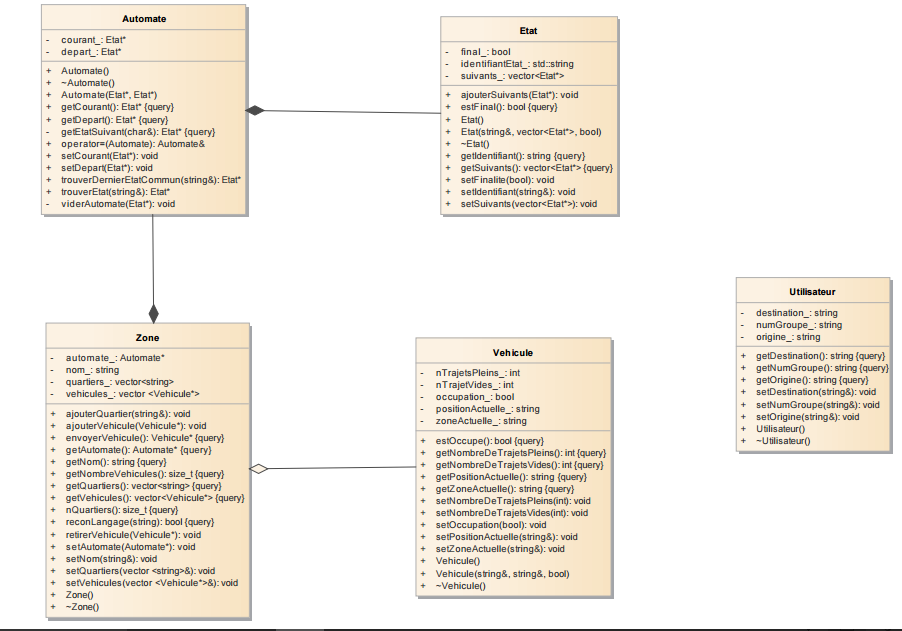 Automate
- courant_: Etat*
- depart_: Etat*
+ Automate()
+ ~Automate()
+ Automate(Etat*, Etat*)
+ getCourant(): Etat* {query}
+ getDepart(): Etat* {query}
- getEtatSuivant(char&): Etat* {query}
+ operator=(Automate): Automate&
+ setCourant(Etat*): void
+ setDepart(Etat*): void
+ trouverDernierEtatCommun(string&): Etat*
+ trouverEtat(string&): Etat*
- viderAutomate(Etat*): void
Etat
- final_: bool
- identifiantEtat_: std::string
- suivants_: vector<Etat*>
+ ajouterSuivants(Etat*): void
+ estFinal(): bool {query}
+ Etat()
+ Etat(string&, vector<Etat*>, bool)
+ ~Etat()
+ getIdentifiant(): string {query}
+ getSuivants(): vector<Etat*> {query}
+ setFinalite(bool): void
+ setIdentifiant(string&): void
+ setSuivants(vector<Etat*>): void
Utilisateur
- destination_: string
- numGroupe_: string
- origine_: string
+ getDestination(): string {query}
+ getNumGroupe(): string {query}
+ getOrigine(): string {query}
+ setDestination(string&): void
+ setNumGroupe(string&): void
+ setOrigine(string&): void
+ Utilisateur()
+ ~Utilisateur()
Zone
- automate_: Automate*
- nom_: string
- quartiers_: vector<string>
- vehicules_: vector <Vehicule*>
+ ajouterQuartier(string&): void
+ ajouterVehicule(Vehicule*): void
+ envoyerVehicule(): Vehicule* {query}
+ getAutomate(): Automate* {query}
+ getNom(): string {query}
+ getNombreVehicules(): size_t {query}
+ getQuartiers(): vector<string> {query}
+ getVehicules(): vector<Vehicule*> {query}
+ nQuartiers(): size_t {query}
+ reconLangage(string): bool {query}
+ retirerVehicule(Vehicule*): void
+ setAutomate(Automate*): void
+ setNom(string&): void
+ setQuartiers(vector <string>&): void
+ setVehicules(vector <Vehicule*>&): void
+ Zone()
+ ~Zone()
Vehicule
- nTrajetsPleins_: int
- nTrajetVides_: int
- occupation_: bool
- positionActuelle_: string
- zoneActuelle_: string
+ estOccupe(): bool {query}
+ getNombreDeTrajetsPleins(): int {query}
+ getNombreDeTrajetsVides(): int {query}
+ getPositionActuelle(): string {query}
+ getZoneActuelle(): string {query}
+ setNombreDeTrajetsPleins(int): void
+ setNombreDeTrajetsVides(int): void
+ setOccupation(bool): void
+ setPositionActuelle(string&): void
+ setZoneActuelle(string&): void
+ Vehicule()
+ Vehicule(string&, string&, bool)
+ ~Vehicule()